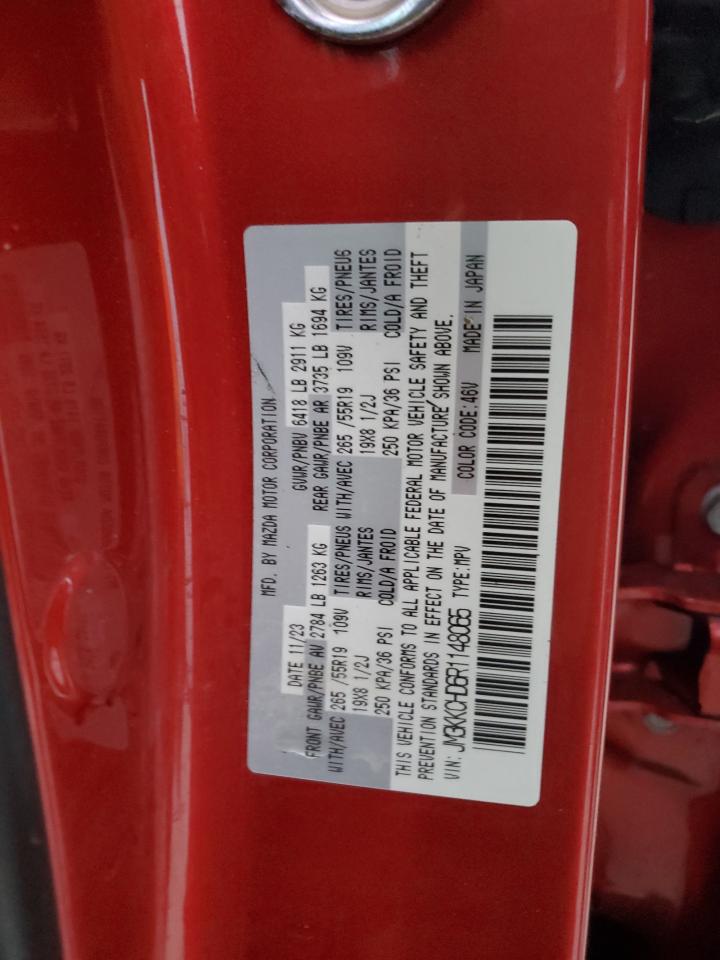 MFD. BY MAZDA MOTOR CORPORATION
DATE 11/23 GVWR/PNBV 6418 LB 2911 KG
FRONT GAWR/PNBE AV 2784 LB 1263 KG REAR GAWR/PNBE AR 3735 LB 1694 KG
WITH/AVEC 265 /55R19 109V TIRES/PNEUS WITH/AVEC 265 /55R19 109V TIRES/PNEUS
19X8 1/2J RIMS/JANTES 19X8 1/2J RIMS/JANTES
250 KPA/36 PSI COLD/A FROID 250 KPA/36 PSI COLD/A FROID
THIS VEHICLE CONFORMS TO ALL APPLICABLE FEDERAL MOTOR VEHICLE SAFETY AND THEFT
PREVENTION STANDARDS IN EFFECT ON THE DATE OF MANUFACTURE SHOWN ABOVE.
VIN: JM3KKCHD6R1148065 TYPE:MPV COLOR CODE:46V MADE IN JAPAN